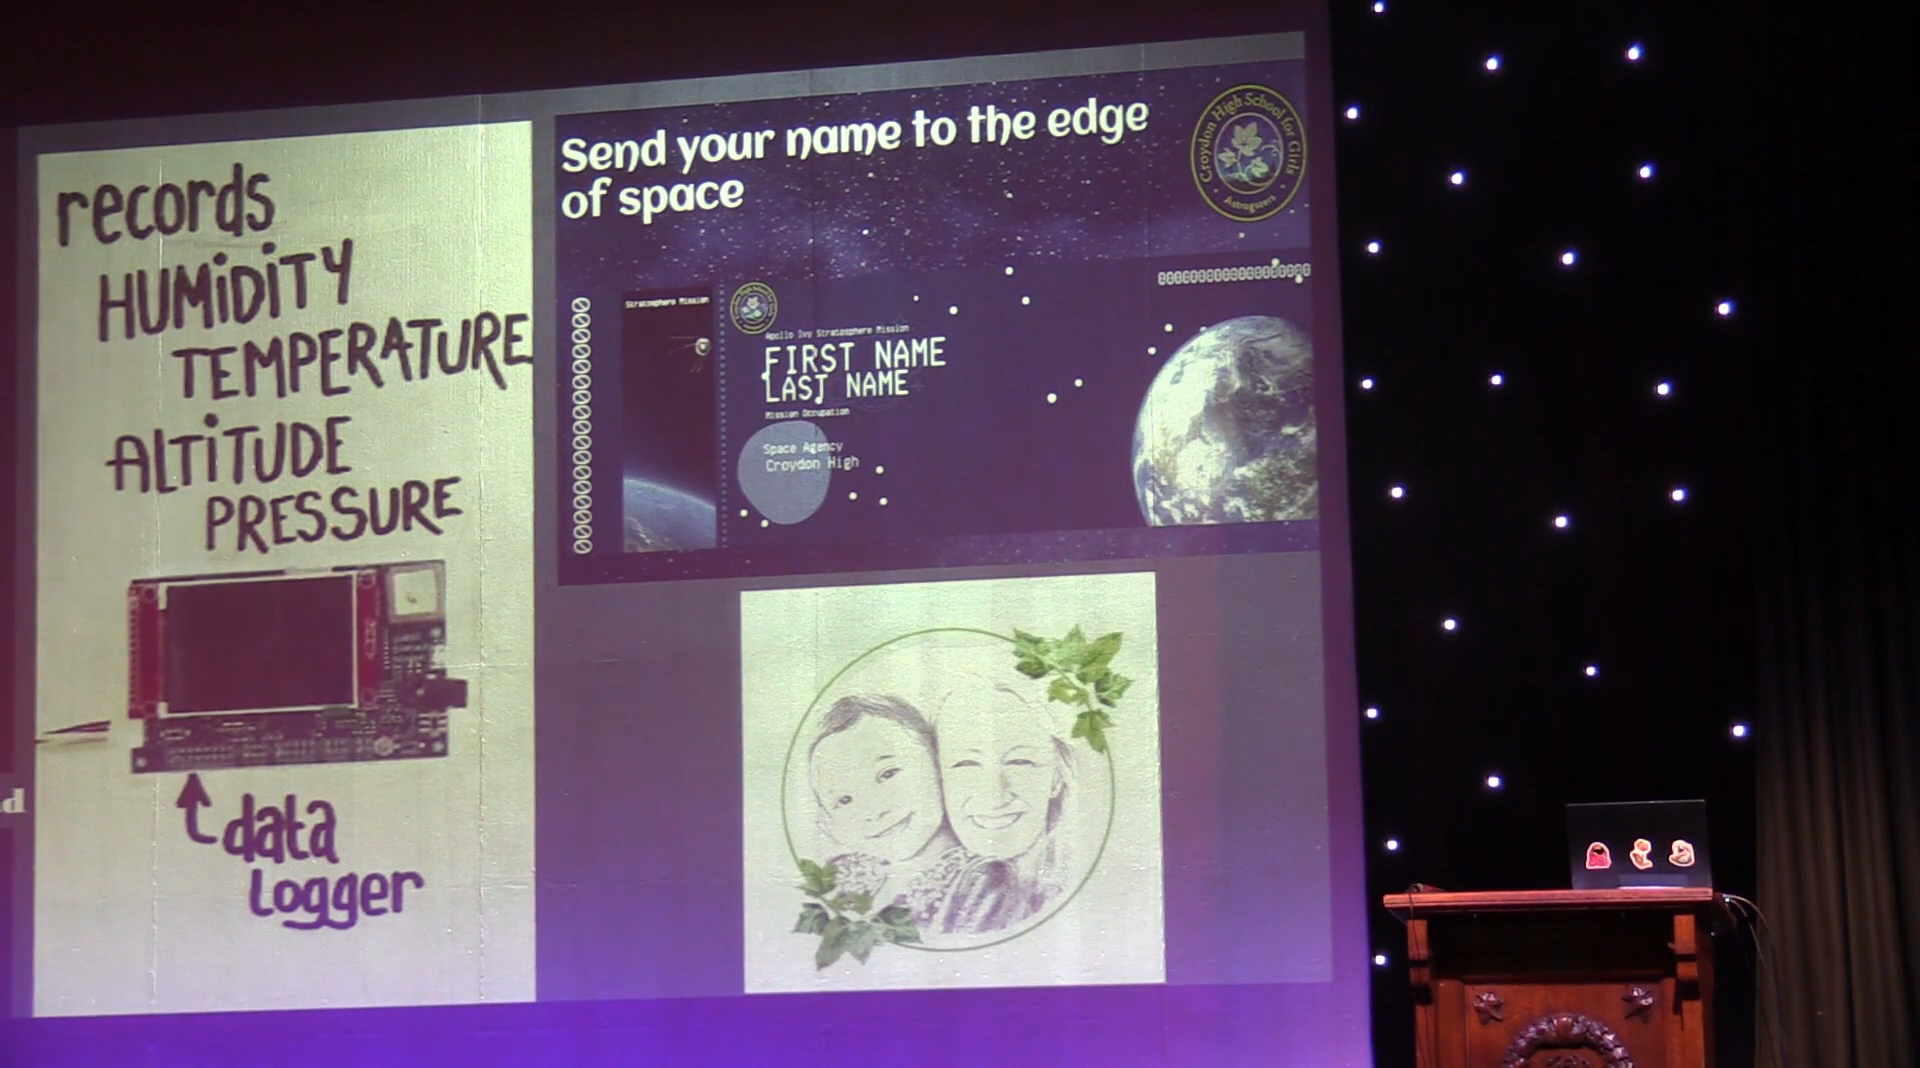 records
HUMiDiTY
TEMPERATURE
ALTiTUDE
PRESSURE
data
logger
d
Send your name to the edge
of space
Croydon High School for Girls
Astrogazers
Stratosphere Mission
Apollo Ivy Stratosphere Mission
FIRST NAME
LAST NAME
Mission Occupation
Space Agency
Croydon High